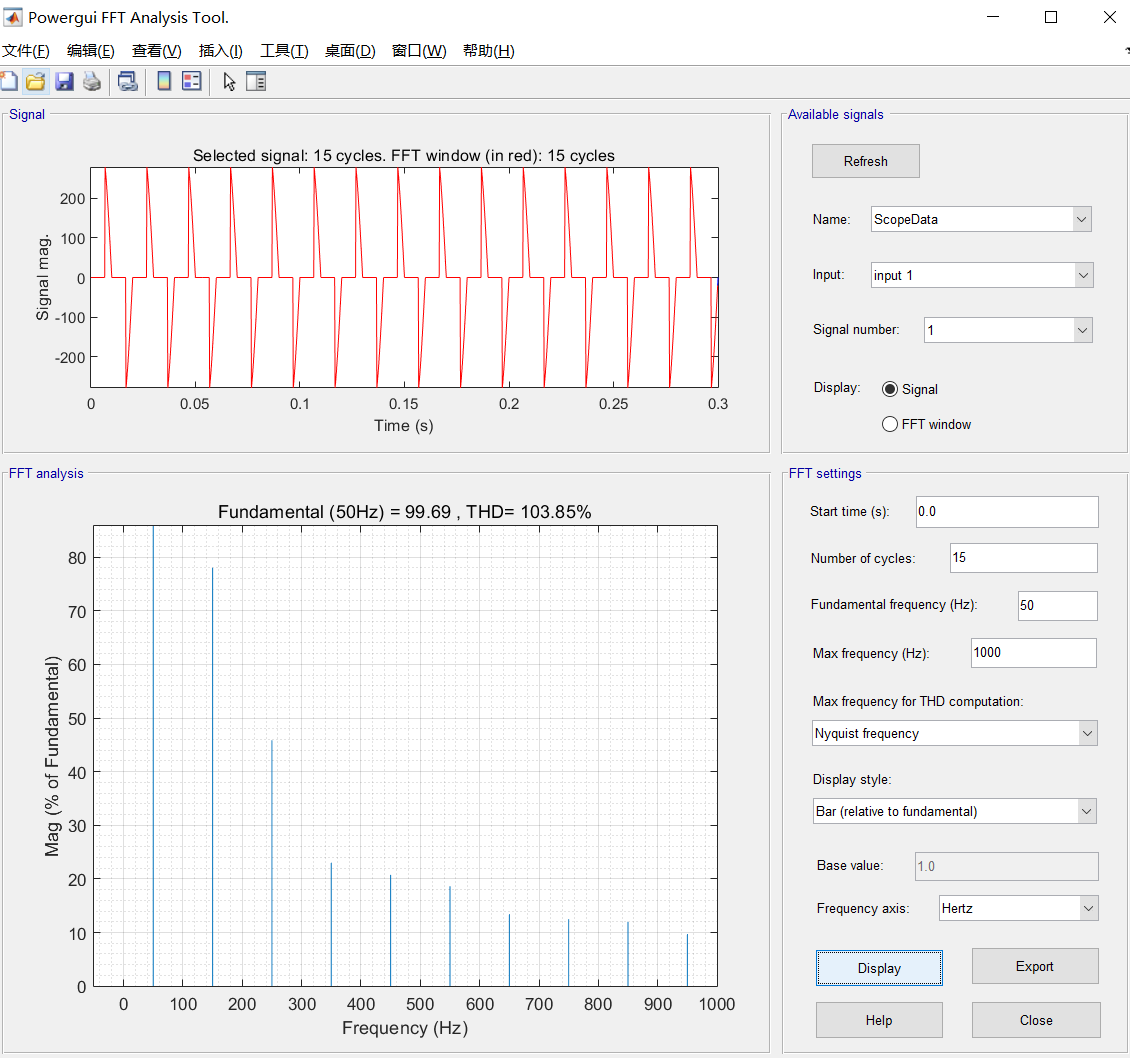 Powergui FFT Analysis Tool.
文件(F) 编辑(E) 查看(V) 插入(I) 工具(T) 桌面(D) 窗口(W) 帮助(H)
Signal
Selected signal: 15 cycles. FFT window (in red): 15 cycles
200
100
0
-100
-200
Signal mag.
0 0.05 0.1 0.15 0.2 0.25 0.3
Time (s)
Available signals
Refresh
Name: ScopeData
Input: input 1
Signal number: 1
Display: Signal
FFT window
FFT analysis
Fundamental (50Hz) = 99.69 , THD= 103.85%
80
70
60
50
40
30
20
10
0
Mag (% of Fundamental)
0 100 200 300 400 500 600 700 800 900 1000
Frequency (Hz)
FFT settings
Start time (s): 0.0
Number of cycles: 15
Fundamental frequency (Hz): 50
Max frequency (Hz): 1000
Max frequency for THD computation:
Nyquist frequency
Display style:
Bar (relative to fundamental)
Base value: 1.0
Frequency axis: Hertz
Display Export
Help Close